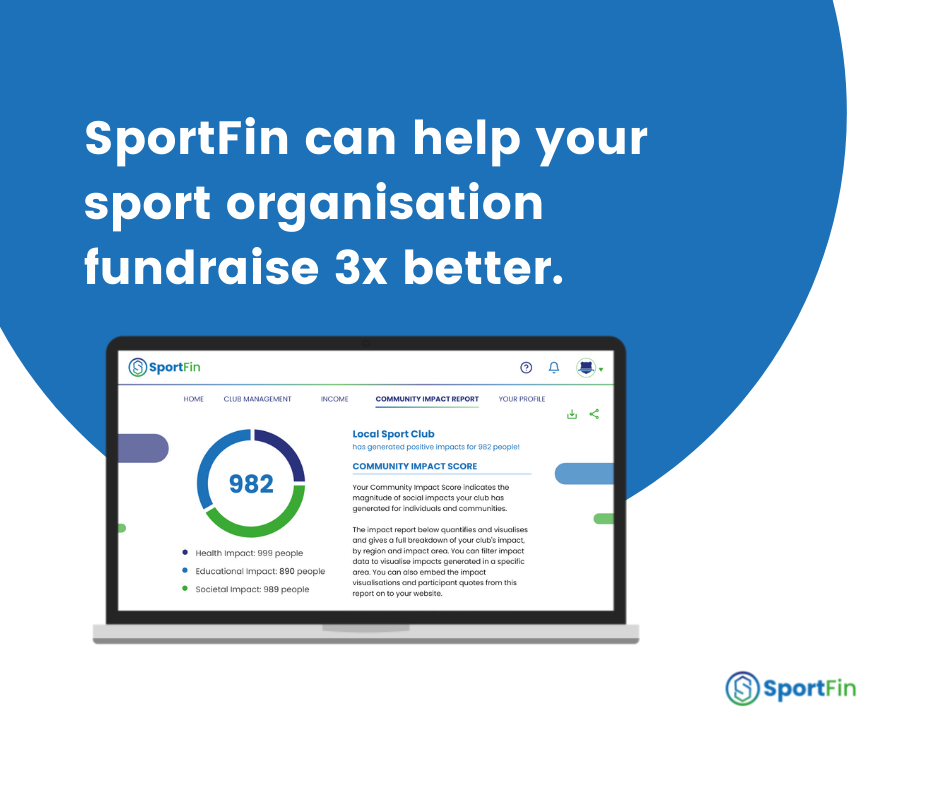 SportFin can help your
sport organisation
fundraise 3x better.
SportFin
HOME CLUB MANAGEMENT INCOME COMMUNITY IMPACT REPORT YOUR PROFILE
982
Health Impact: 999 people
Educational Impact: 890 people
Societal Impact: 989 people
Local Sport Club
has generated positive impacts for 982 people!
COMMUNITY IMPACT SCORE
Your Community Impact Score indicates the
magnitude of social impacts your club has
generated for individuals and communities.
The impact report below quantifies and visualises
and gives a full breakdown of your club's impact,
by region and impact area. You can filter impact
data to visualise impacts generated in a specific
area. You can also embed the impact
visualisations and participant quotes from this
report on to your website.
SportFin